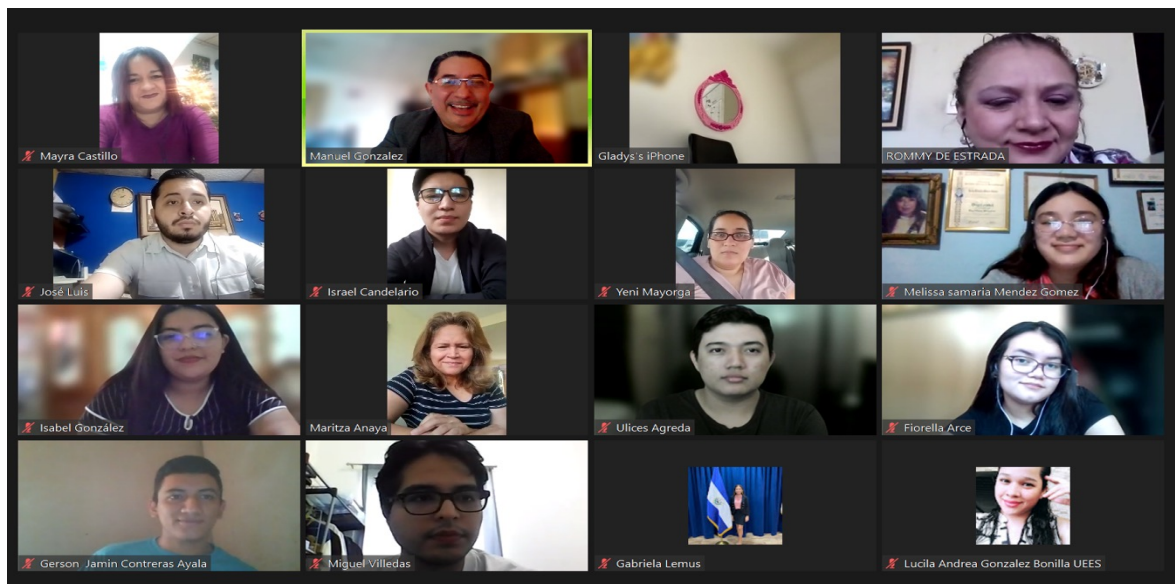 Mayra Castillo
Manuel Gonzalez
Gladys's iPhone
ROMMY DE ESTRADA
José Luis
Israel Candelario
Yeni Mayorga
Melissa samaria Mendez Gomez
Isabel González
Maritza Anaya
Ulices Agreda
Fiorella Arce
Gerson Jamin Contreras Ayala
Miguel Villedas
Gabriela Lemus
Lucila Andrea Gonzalez Bonilla UEES